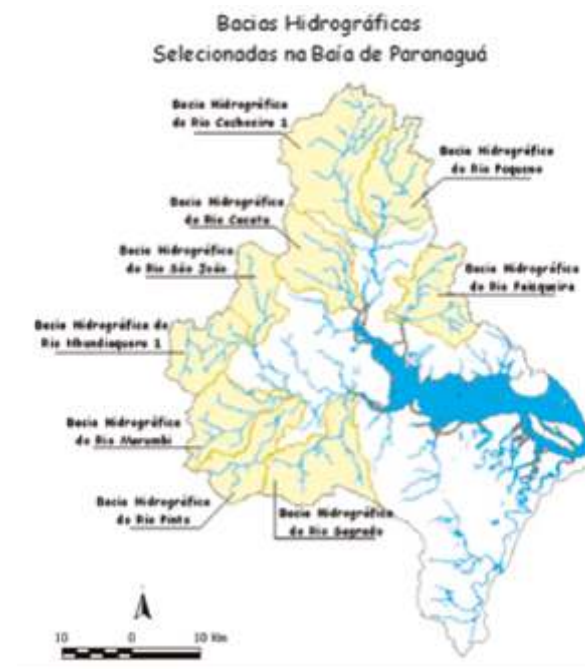 Bacias Hidrográficas
Selecionadas na Baía de Paranaguá
Bacia Hidrográfica
do Rio Cachoeira 1
Bacia Hidrográfica
do Rio Pequeno
Bacia Hidrográfica
do Rio Cacatu
Bacia Hidrográfica
do Rio São João
Bacia Hidrográfica
do Rio Faisqueira
Bacia Hidrográfica do
Rio Nhundiaquara 1
Bacia Hidrográfica
do Rio Marumbi
Bacia Hidrográfica
do Rio Pinto
Bacia Hidrográfica
do Rio Sagrado
10 0 10 Km